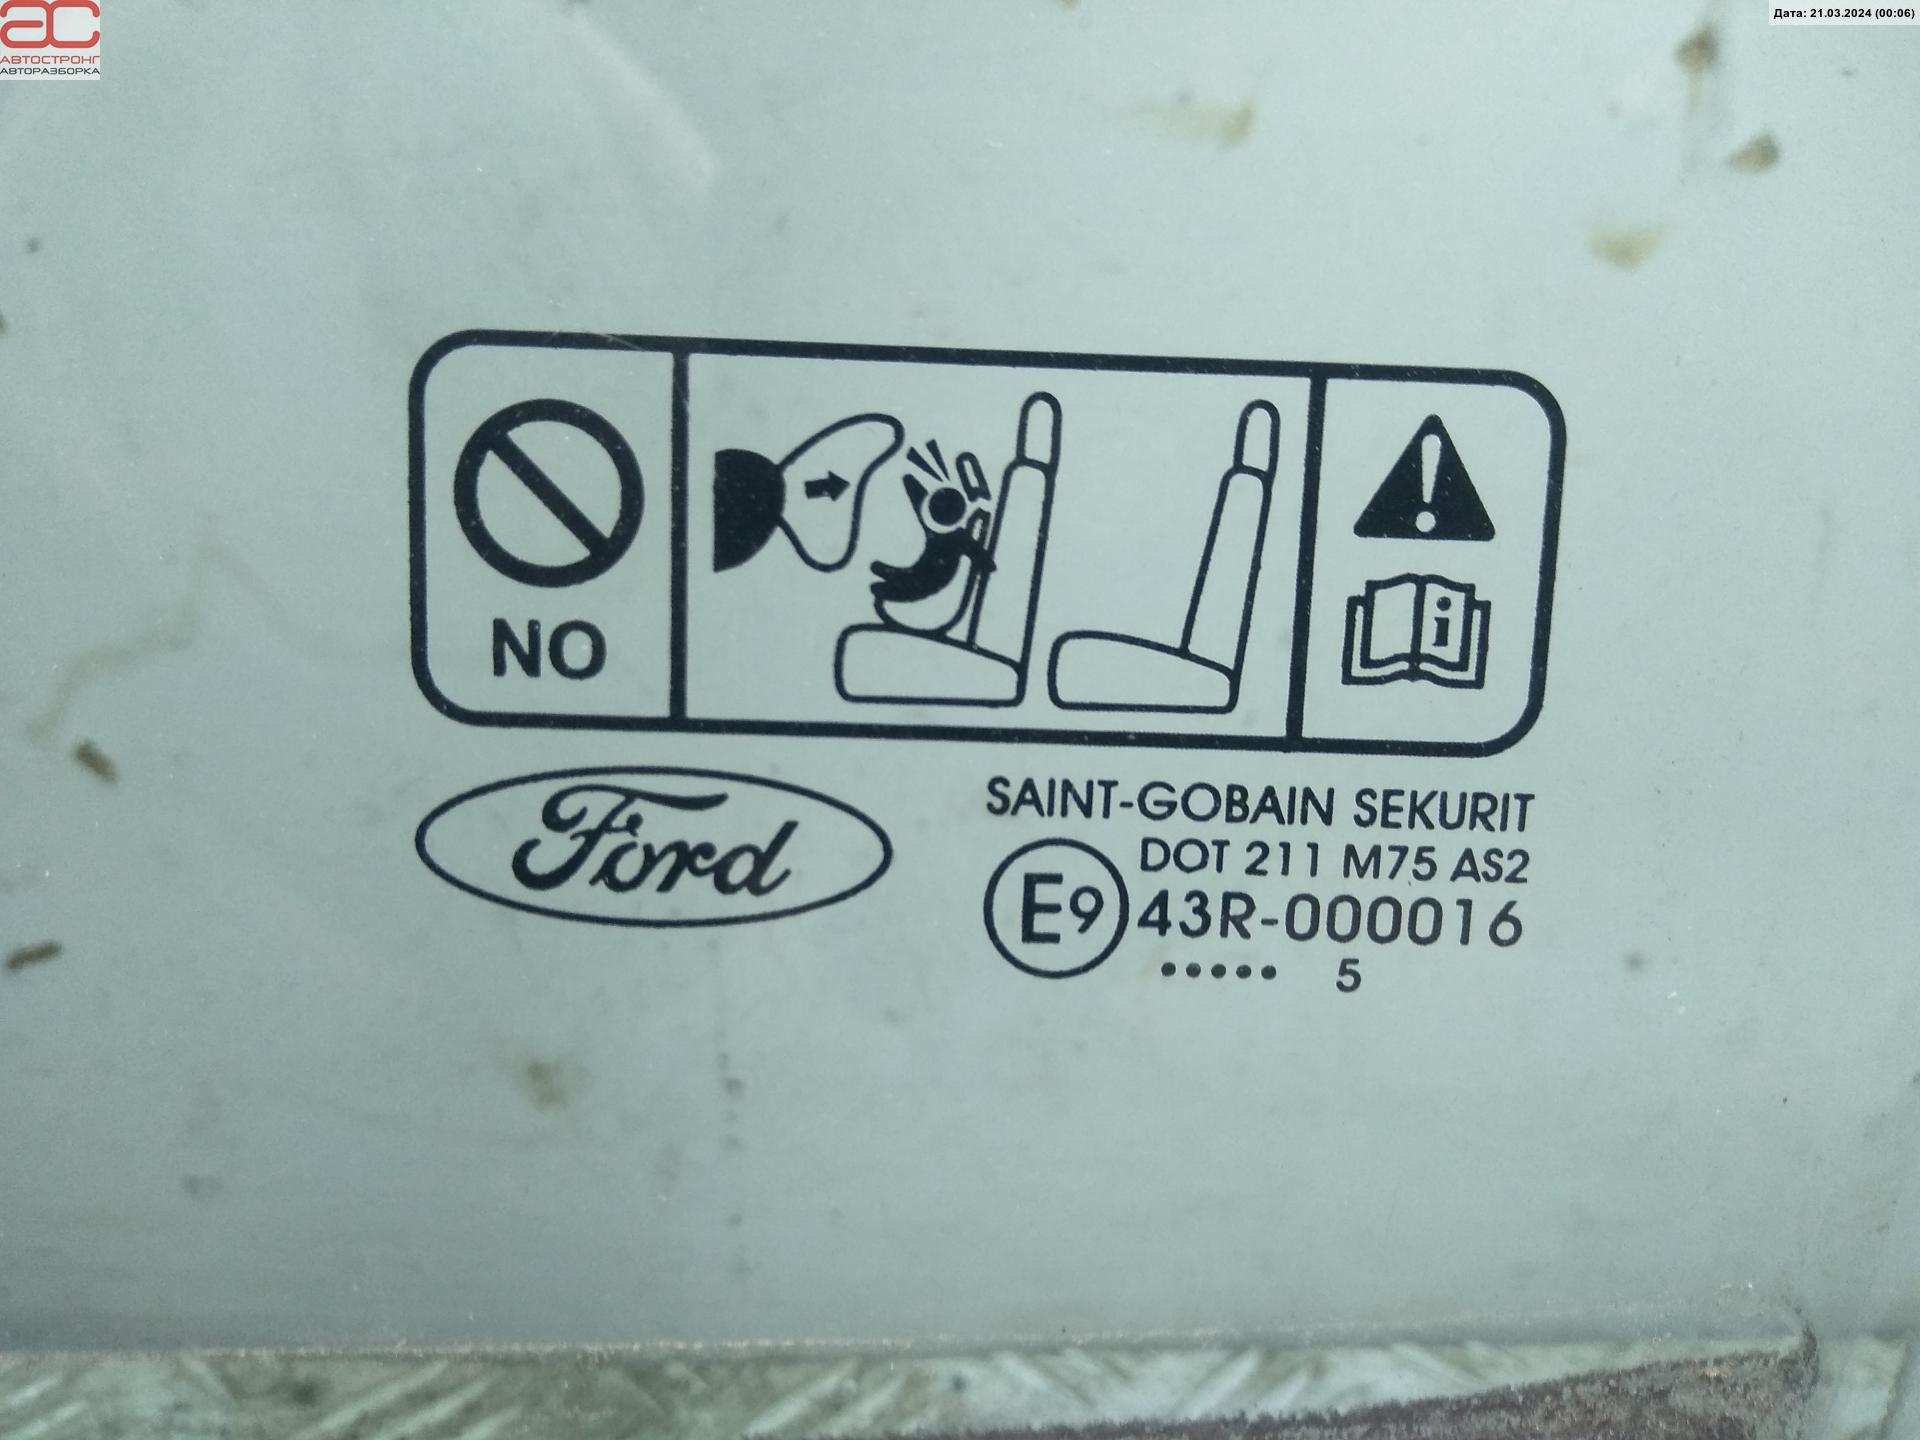 АС
АВТОСТРОНГ
АВТОРАЗБОРКА
Дата: 21.03.2024 (00:06)
NO
i
Ford
SAINT-GOBAIN SEKURIT
DOT 211 M75 AS2
E9 43R-000016
••••• 5